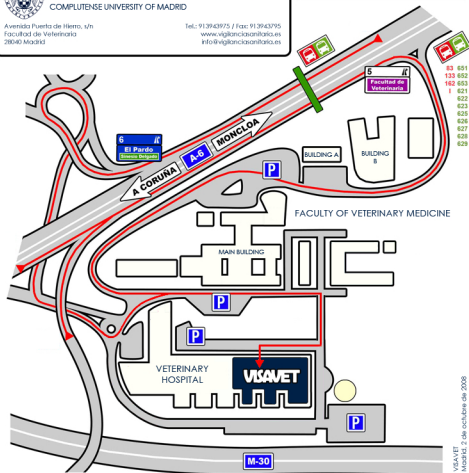 COMPLUTENSE UNIVERSITY OF MADRID
Avenida Puerta de Hierro, s/n
Facultad de Veterinaria
28040 Madrid
Tel.: 913943975 / Fax: 913943795
www.vigilanciasanitaria.es
info@vigilanciasanitaria.es
5
Facultad de
Veterinaria
83 651
133 652
162 653
I 621
622
623
625
626
627
628
629
6
El Pardo
Sinesio Delgado
A CORUÑA
A-6
MONCLOA
P
BUILDING A
BUILDING
B
FACULTY OF VETERINARY MEDICINE
MAIN BUILDING
P
P
VETERINARY
HOSPITAL
VISAVET
P
M-30
VISAVET
Madrid 2 de octubre de 2008